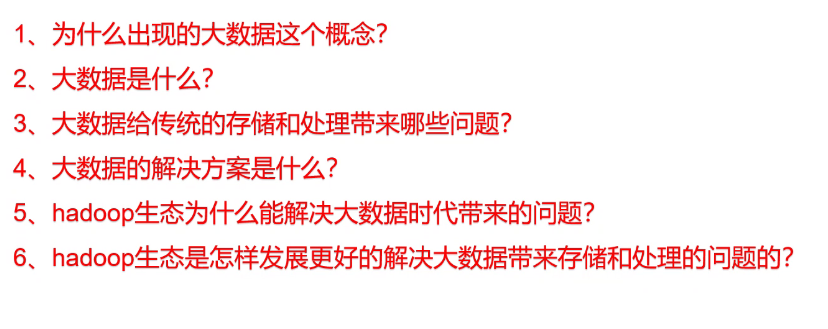 1、为什么出现的大数据这个概念？
2、大数据是什么？
3、大数据给传统的存储和处理带来哪些问题？
4、大数据的解决方案是什么？
5、hadoop生态为什么能解决大数据时代带来的问题？
6、hadoop生态是怎样发展更好的解决大数据带来存储和处理的问题的？